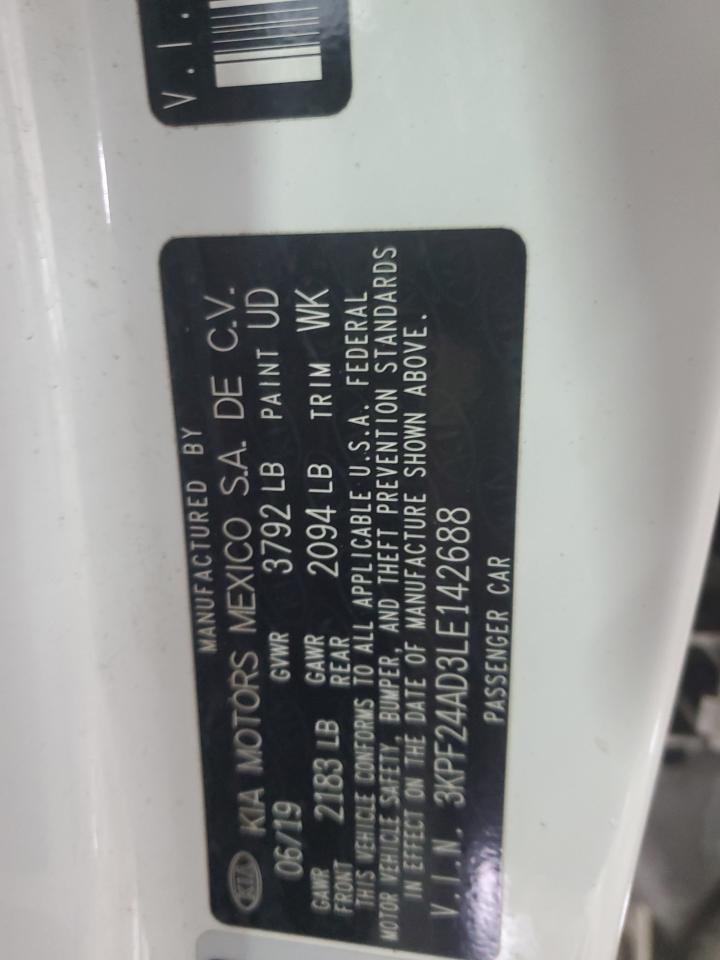 V.I.
MANUFACTURED BY
KIA KIA MOTORS MEXICO S.A. DE C.V.
06/19 GVWR 3792 LB PAINT UD
GAWR FRONT 2183 LB GAWR REAR 2094 LB TRIM WK
THIS VEHICLE CONFORMS TO ALL APPLICABLE U.S.A. FEDERAL
MOTOR VEHICLE SAFETY, BUMPER, AND THEFT PREVENTION STANDARDS
IN EFFECT ON THE DATE OF MANUFACTURE SHOWN ABOVE.
V.I.N. 3KPF24AD3LE142688
PASSENGER CAR